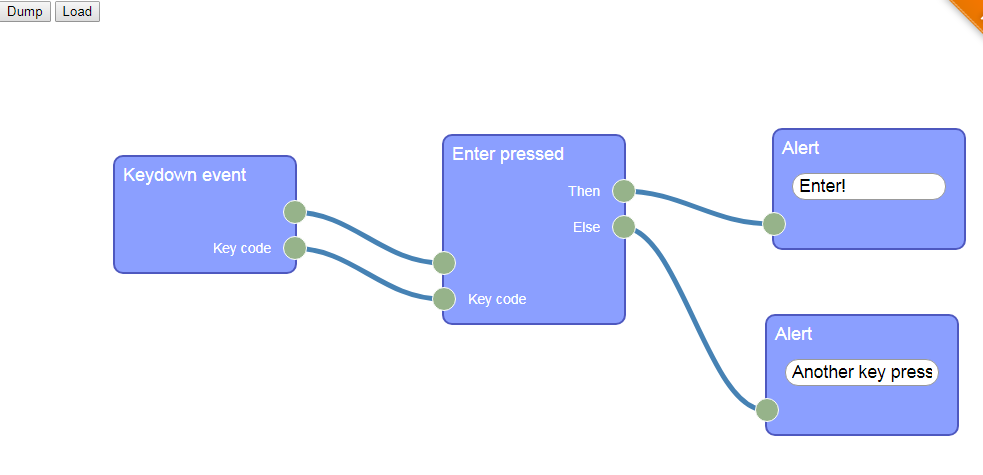 Dump Load
Keydown event
Key code
Enter pressed
Then
Else
Key code
Alert
Enter!
Alert
Another key press